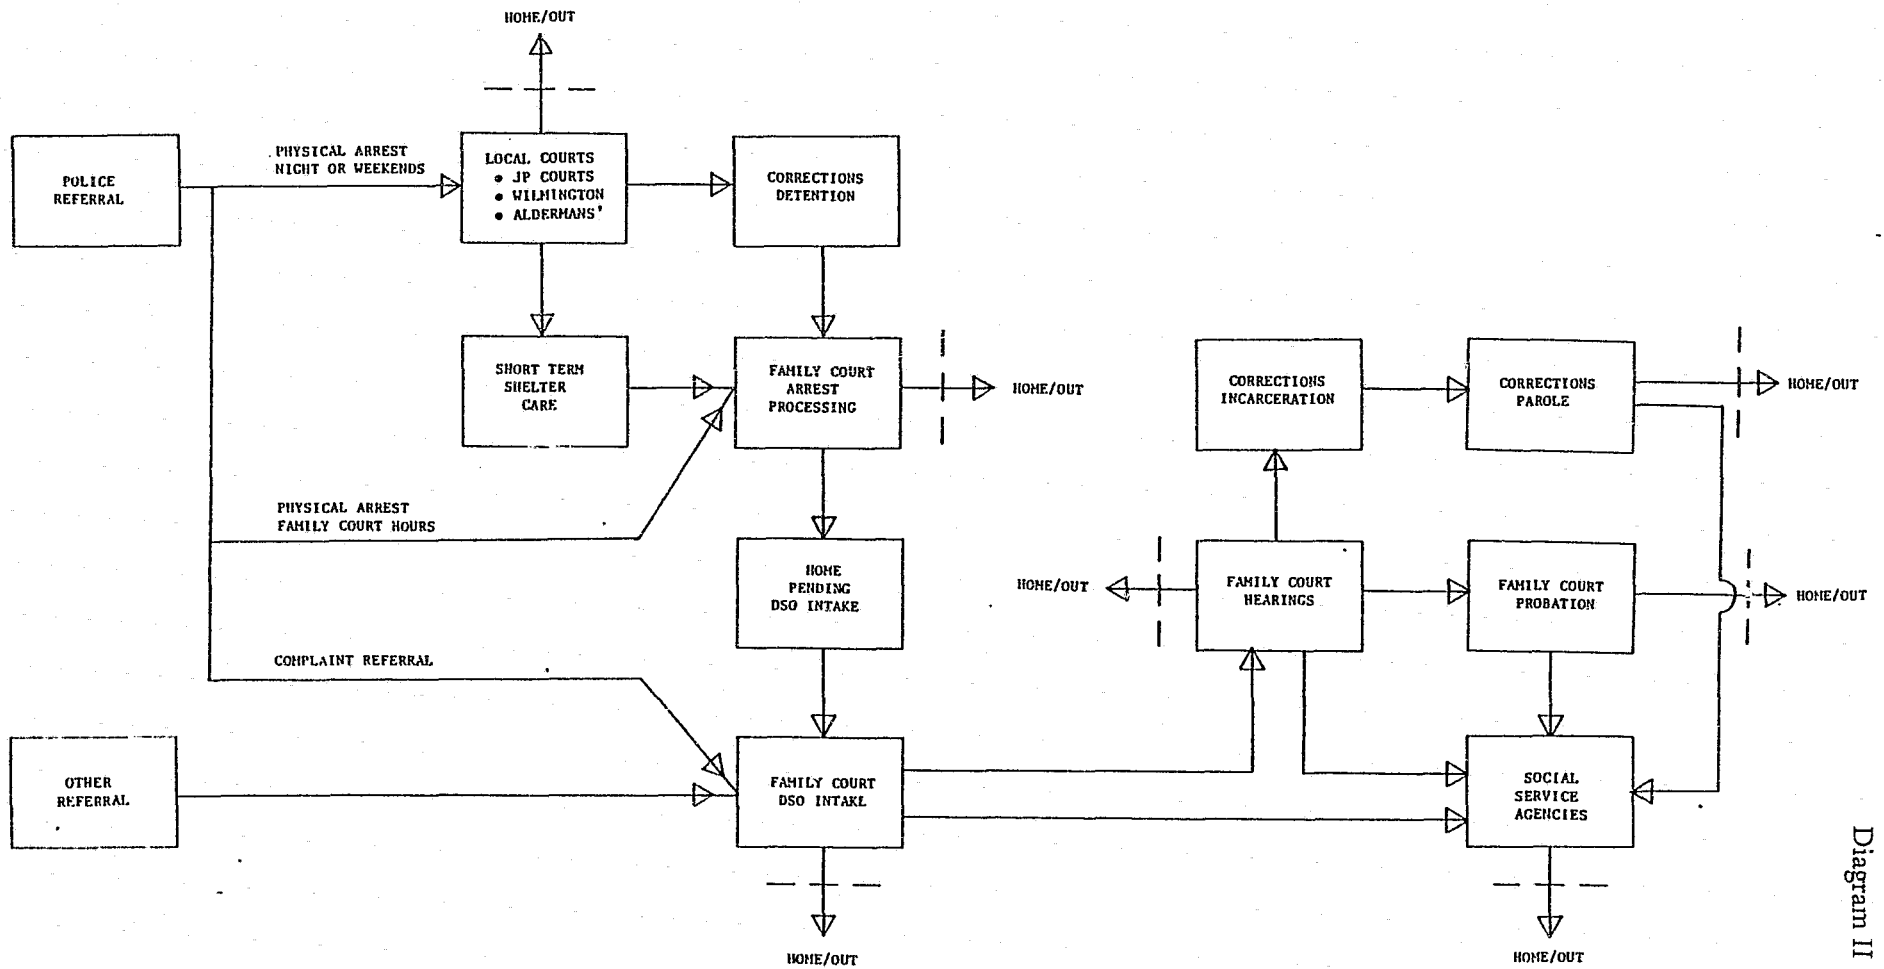 HOME/OUT
POLICE
REFERRAL
PHYSICAL ARREST
NIGHT OR WEEKENDS
LOCAL COURTS
• JP COURTS
• WILMINGTON
• ALDERMANS'
CORRECTIONS
DETENTION
SHORT TERM
SHELTER
CARE
FAMILY COURT
ARREST
PROCESSING
HOME/OUT
PHYSICAL ARREST
FAMILY COURT HOURS
HOME
PENDING
DSO INTAKE
COMPLAINT REFERRAL
OTHER
REFERRAL
FAMILY COURT
DSO INTAKE
HOME/OUT
CORRECTIONS
INCARCERATION
CORRECTIONS
PAROLE
HOME/OUT
HOME/OUT
FAMILY COURT
HEARINGS
FAMILY COURT
PROBATION
HOME/OUT
SOCIAL
SERVICE
AGENCIES
HOME/OUT
Diagram II